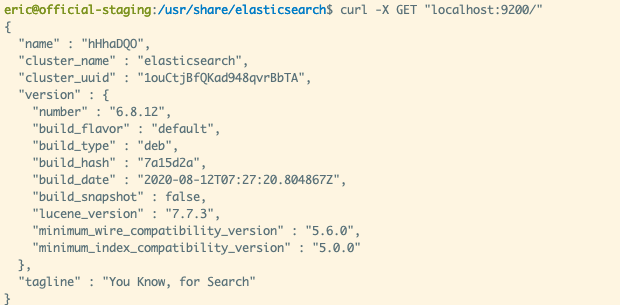 eric@official-staging:/usr/share/elasticsearch$ curl -X GET "localhost:9200/"
{
  "name" : "hHhaDQO",
  "cluster_name" : "elasticsearch",
  "cluster_uuid" : "1ouCtjBfQKad948qvrBbTA",
  "version" : {
    "number" : "6.8.12",
    "build_flavor" : "default",
    "build_type" : "deb",
    "build_hash" : "7a15d2a",
    "build_date" : "2020-08-12T07:27:20.804867Z",
    "build_snapshot" : false,
    "lucene_version" : "7.7.3",
    "minimum_wire_compatibility_version" : "5.6.0",
    "minimum_index_compatibility_version" : "5.0.0"
  },
  "tagline" : "You Know, for Search"
}